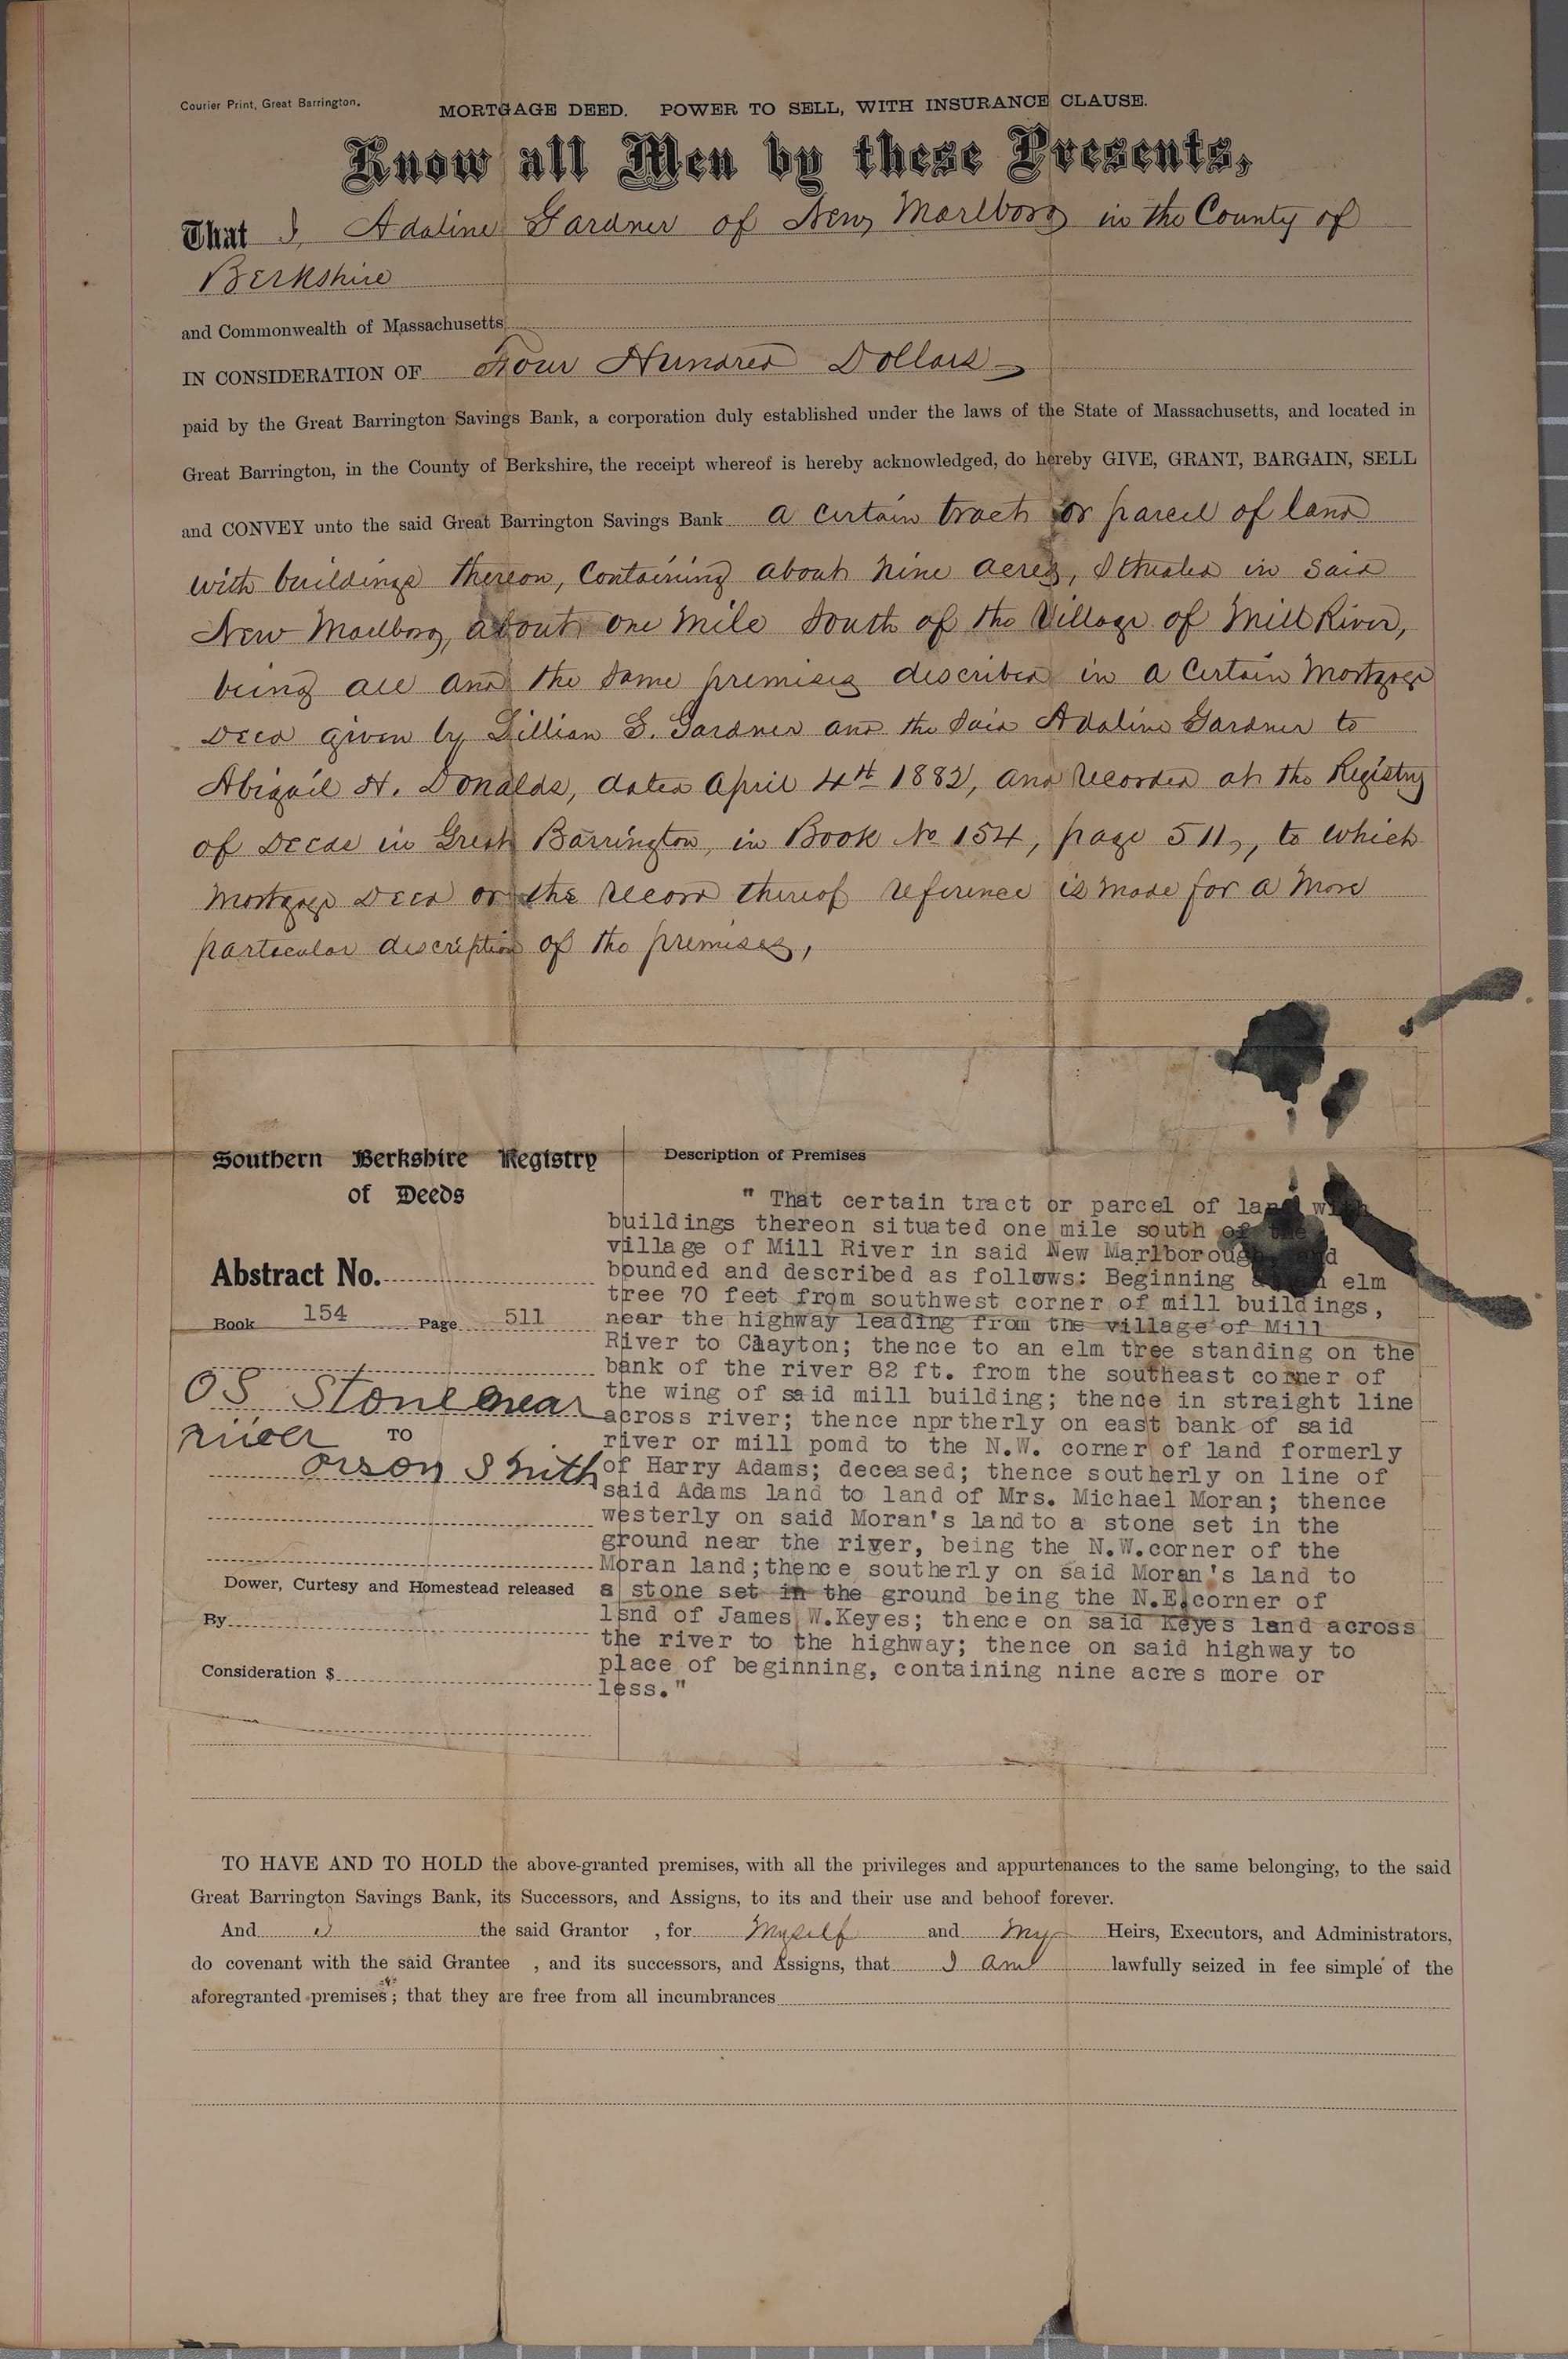 Courier Print, Great Barrington.
MORTGAGE DEED. POWER TO SELL, WITH INSURANCE CLAUSE.
Know all Men by these Presents,
That I, Adaline Gardner of New Marlboro in the County of
Berkshire
and Commonwealth of Massachusetts
IN CONSIDERATION OF Four Hundred Dollars
paid by the Great Barrington Savings Bank, a corporation duly established under the laws of the State of Massachusetts, and located in
Great Barrington, in the County of Berkshire, the receipt whereof is hereby acknowledged, do hereby GIVE, GRANT, BARGAIN, SELL
and CONVEY unto the said Great Barrington Savings Bank a certain tract or parcel of land
with buildings thereon, Containing about nine acres, Situated in said
New Marlboro, about one mile South of the Village of Mill River,
being all and the same premises described in a Certain Mortgage
Deed given by Lillian G. Gardner and the said Adaline Gardner to
Abigail H. Donalds, dated April 4th 1882, and recorded at the Registry
of Deeds in Great Barrington, in Book No 154, page 511, to which
Mortgage Deed or the record thereof reference is made for a more
particular description of the premises,
Southern Berkshire Registry
of Deeds
Abstract No.
Book 154 Page 511
OS Stone near
river TO
Orson Smith
Dower, Curtesy and Homestead released
By
Consideration $
Description of Premises
" That certain tract or parcel of land with
buildings thereon situated one mile south of the
village of Mill River in said New Marlborough and
bounded and described as follows: Beginning elm
tree 70 feet from southwest corner of mill buildings,
near the highway leading from the village of Mill
River to Claayton; thence to an elm tree standing on the
bank of the river 82 ft. from the southeast corner of
the wing of said mill building; thence in straight line
across river; thence nprtherly on east bank of said
river or mill pomd to the N.W. corner of land formerly
of Harry Adams; deceased; thence southerly on line of
said Adams land to land of Mrs. Michael Moran; thence
westerly on said Moran's land to a stone set in the
ground near the river, being the N.W.corner of the
Moran land;thence southerly on said Moran's land to
a stone set in the ground being the N.E.corner of
lsnd of James W.Keyes; thence on said Keyes land across
the river to the highway; thence on said highway to
place of beginning, containing nine acres more or
less."
TO HAVE AND TO HOLD the above-granted premises, with all the privileges and appurtenances to the same belonging, to the said
Great Barrington Savings Bank, its Successors, and Assigns, to its and their use and behoof forever.
And I the said Grantor , for Myself and My Heirs, Executors, and Administrators,
do covenant with the said Grantee , and its successors, and Assigns, that I am lawfully seized in fee simple of the
aforegranted premises; that they are free from all incumbrances